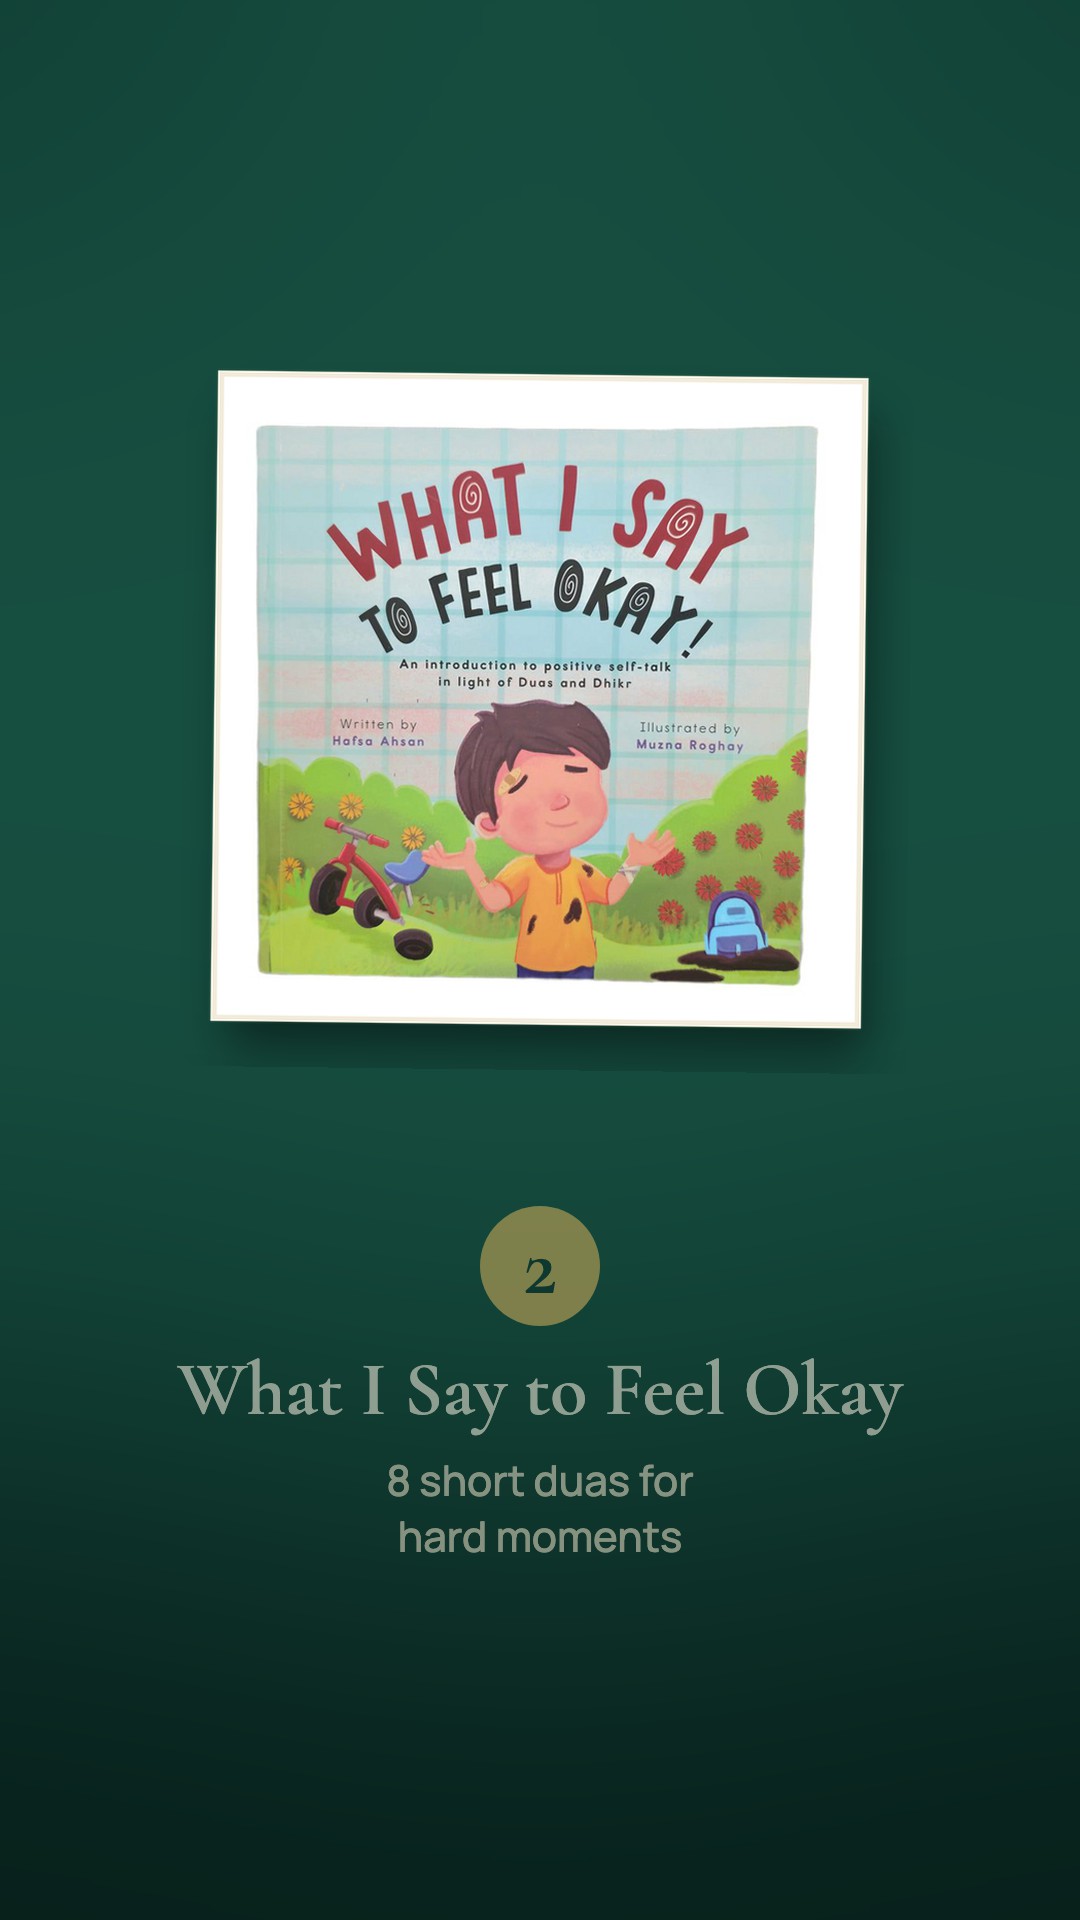 WHAT I SAY
TO FEEL OKAY!
An introduction to positive self-talk
in light of Duas and Dhikr
Written by
Hafsa Ahsan
Illustrated by
Muzna Roghay
2
What I Say to Feel Okay
8 short duas for
hard moments